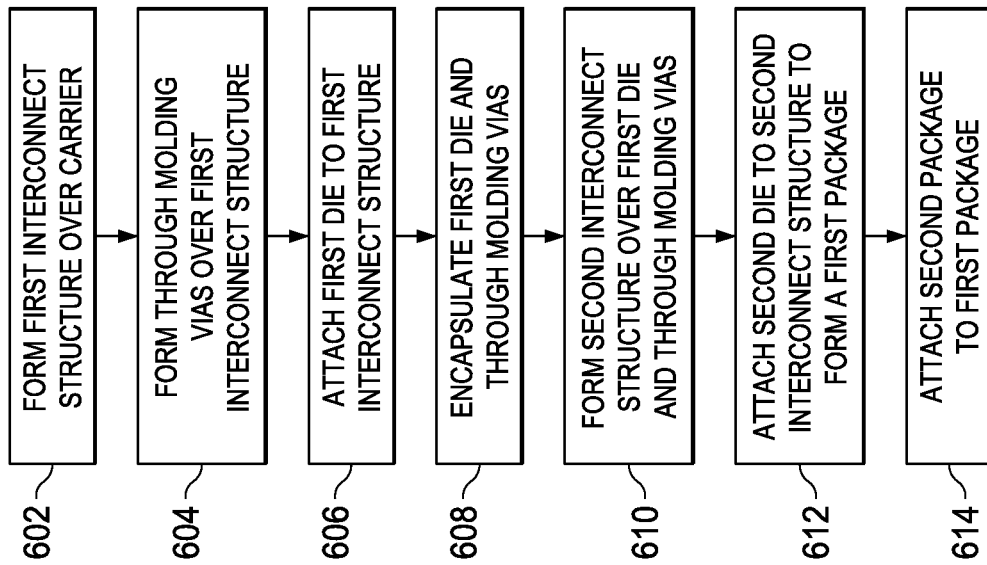 602
FORM FIRST INTERCONNECT
STRUCTURE OVER CARRIER
604
FORM THROUGH MOLDING
VIAS OVER FIRST
INTERCONNECT STRUCTURE
606
ATTACH FIRST DIE TO FIRST
INTERCONNECT STRUCTURE
608
ENCAPSULATE FIRST DIE AND
THROUGH MOLDING VIAS
610
FORM SECOND INTERCONNECT
STRUCTURE OVER FIRST DIE
AND THROUGH MOLDING VIAS
612
ATTACH SECOND DIE TO SECOND
INTERCONNECT STRUCTURE TO
FORM A FIRST PACKAGE
614
ATTACH SECOND PACKAGE
TO FIRST PACKAGE